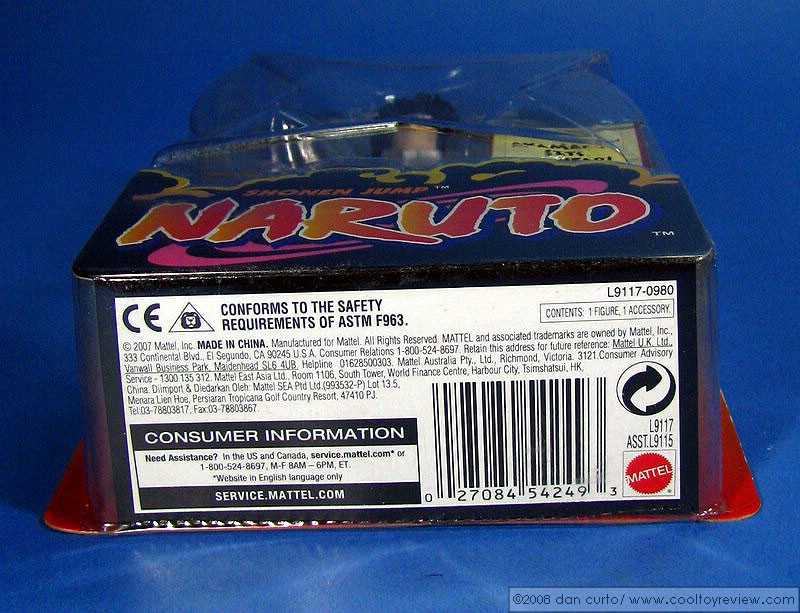 SHONEN JUMP™
NARUTO™
L9117-0980
CE
CONFORMS TO THE SAFETY
REQUIREMENTS OF ASTM F963.
CONTENTS: 1 FIGURE, 1 ACCESSORY.
© 2007 Mattel, Inc. MADE IN CHINA. Manufactured for Mattel. All Rights Reserved. MATTEL and associated trademarks are owned by Mattel, Inc.,
333 Continental Blvd., El Segundo, CA 90245 U.S.A. Consumer Relations 1-800-524-8697. Retain this address for future reference: Mattel U.K. Ltd.,
Vanwall Business Park, Maidenhead SL6 4UB. Helpline 01628500303. Mattel Australia Pty., Ltd., Richmond, Victoria. 3121.Consumer Advisory
Service - 1300 135 312. Mattel East Asia Ltd., Room 1106, South Tower, World Finance Centre, Harbour City, Tsimshatsui, HK,
China. Diimport & Diedarkan Oleh: Mattel SEA Ptd Ltd.(993532-P) Lot 13.5,
Menara Lien Hoe, Persiaran Tropicana Golf Country Resort, 47410 PJ.
Tel:03-78803817, Fax:03-78803867.
L9117
ASST.L9115
CONSUMER INFORMATION
Need Assistance? In the US and Canada, service.mattel.com* or
1-800-524-8697, M-F 8AM – 6PM, ET.
*Website in English language only
SERVICE.MATTEL.COM
0 27084 54249 3
MATTEL®
©2008 dan curto/ www.cooltoyreview.com